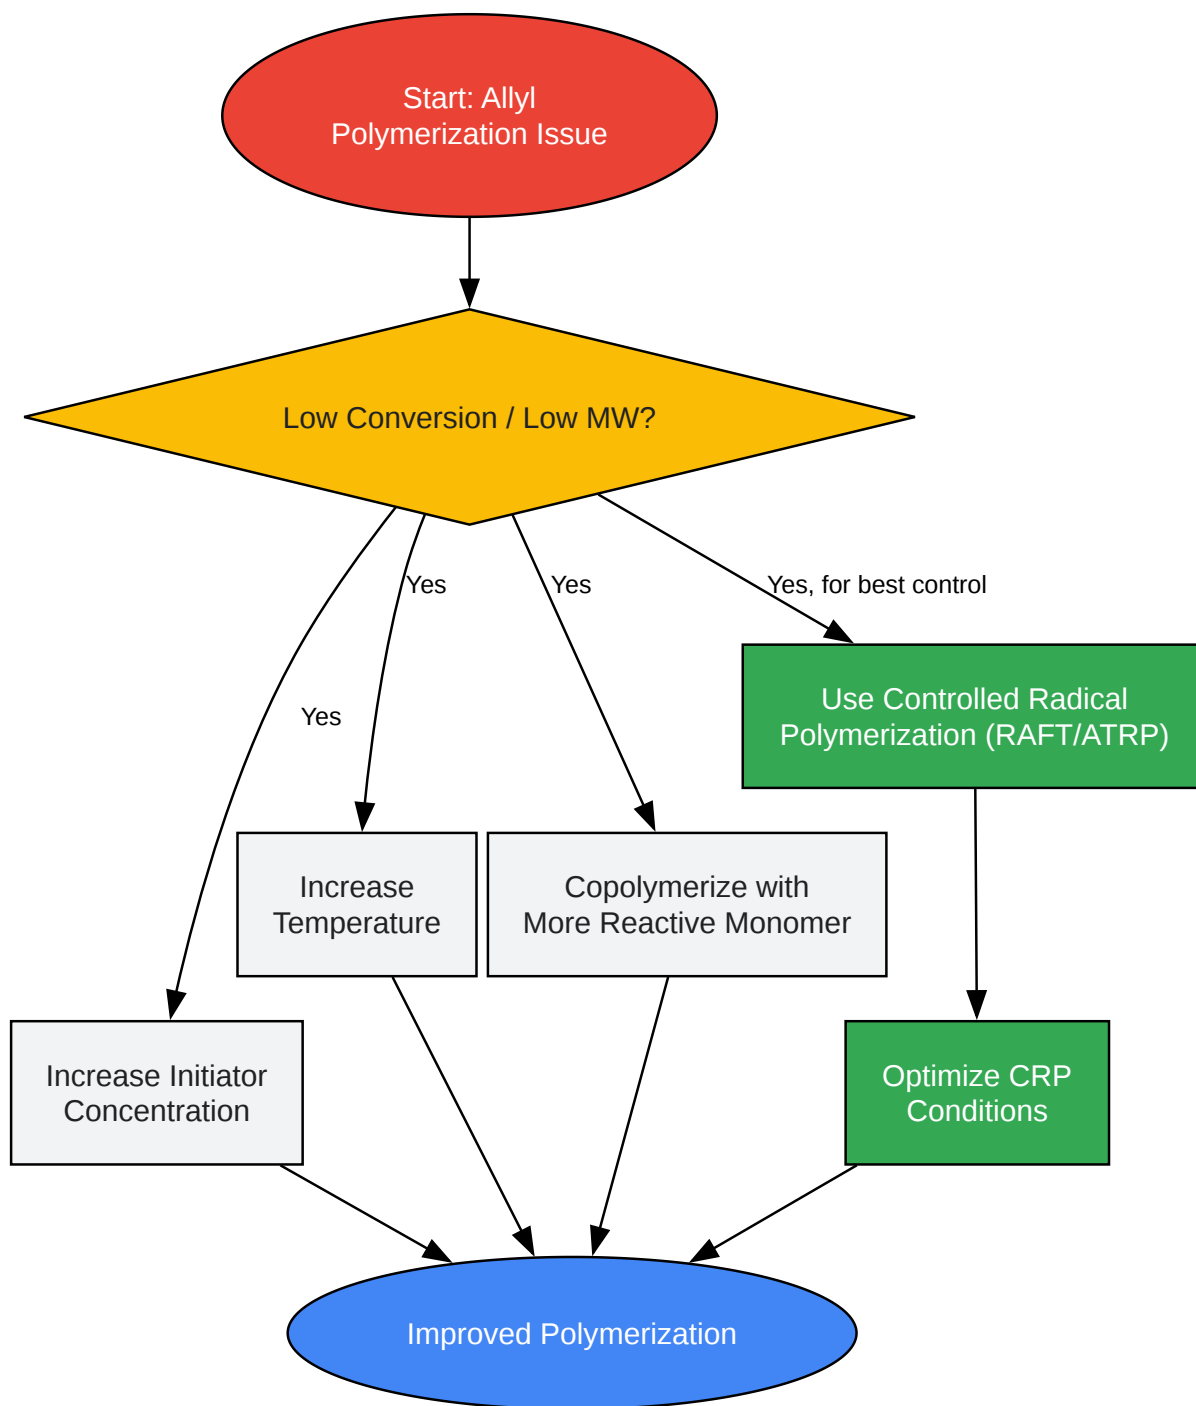 Start: Allyl
Polymerization Issue
Low Conversion / Low MW?
Yes
Yes
Yes, for best control
Yes
Use Controlled Radical
Polymerization (RAFT/ATRP)
Increase
Temperature
Copolymerize with
More Reactive Monomer
Increase Initiator
Concentration
Optimize CRP
Conditions
Improved Polymerization